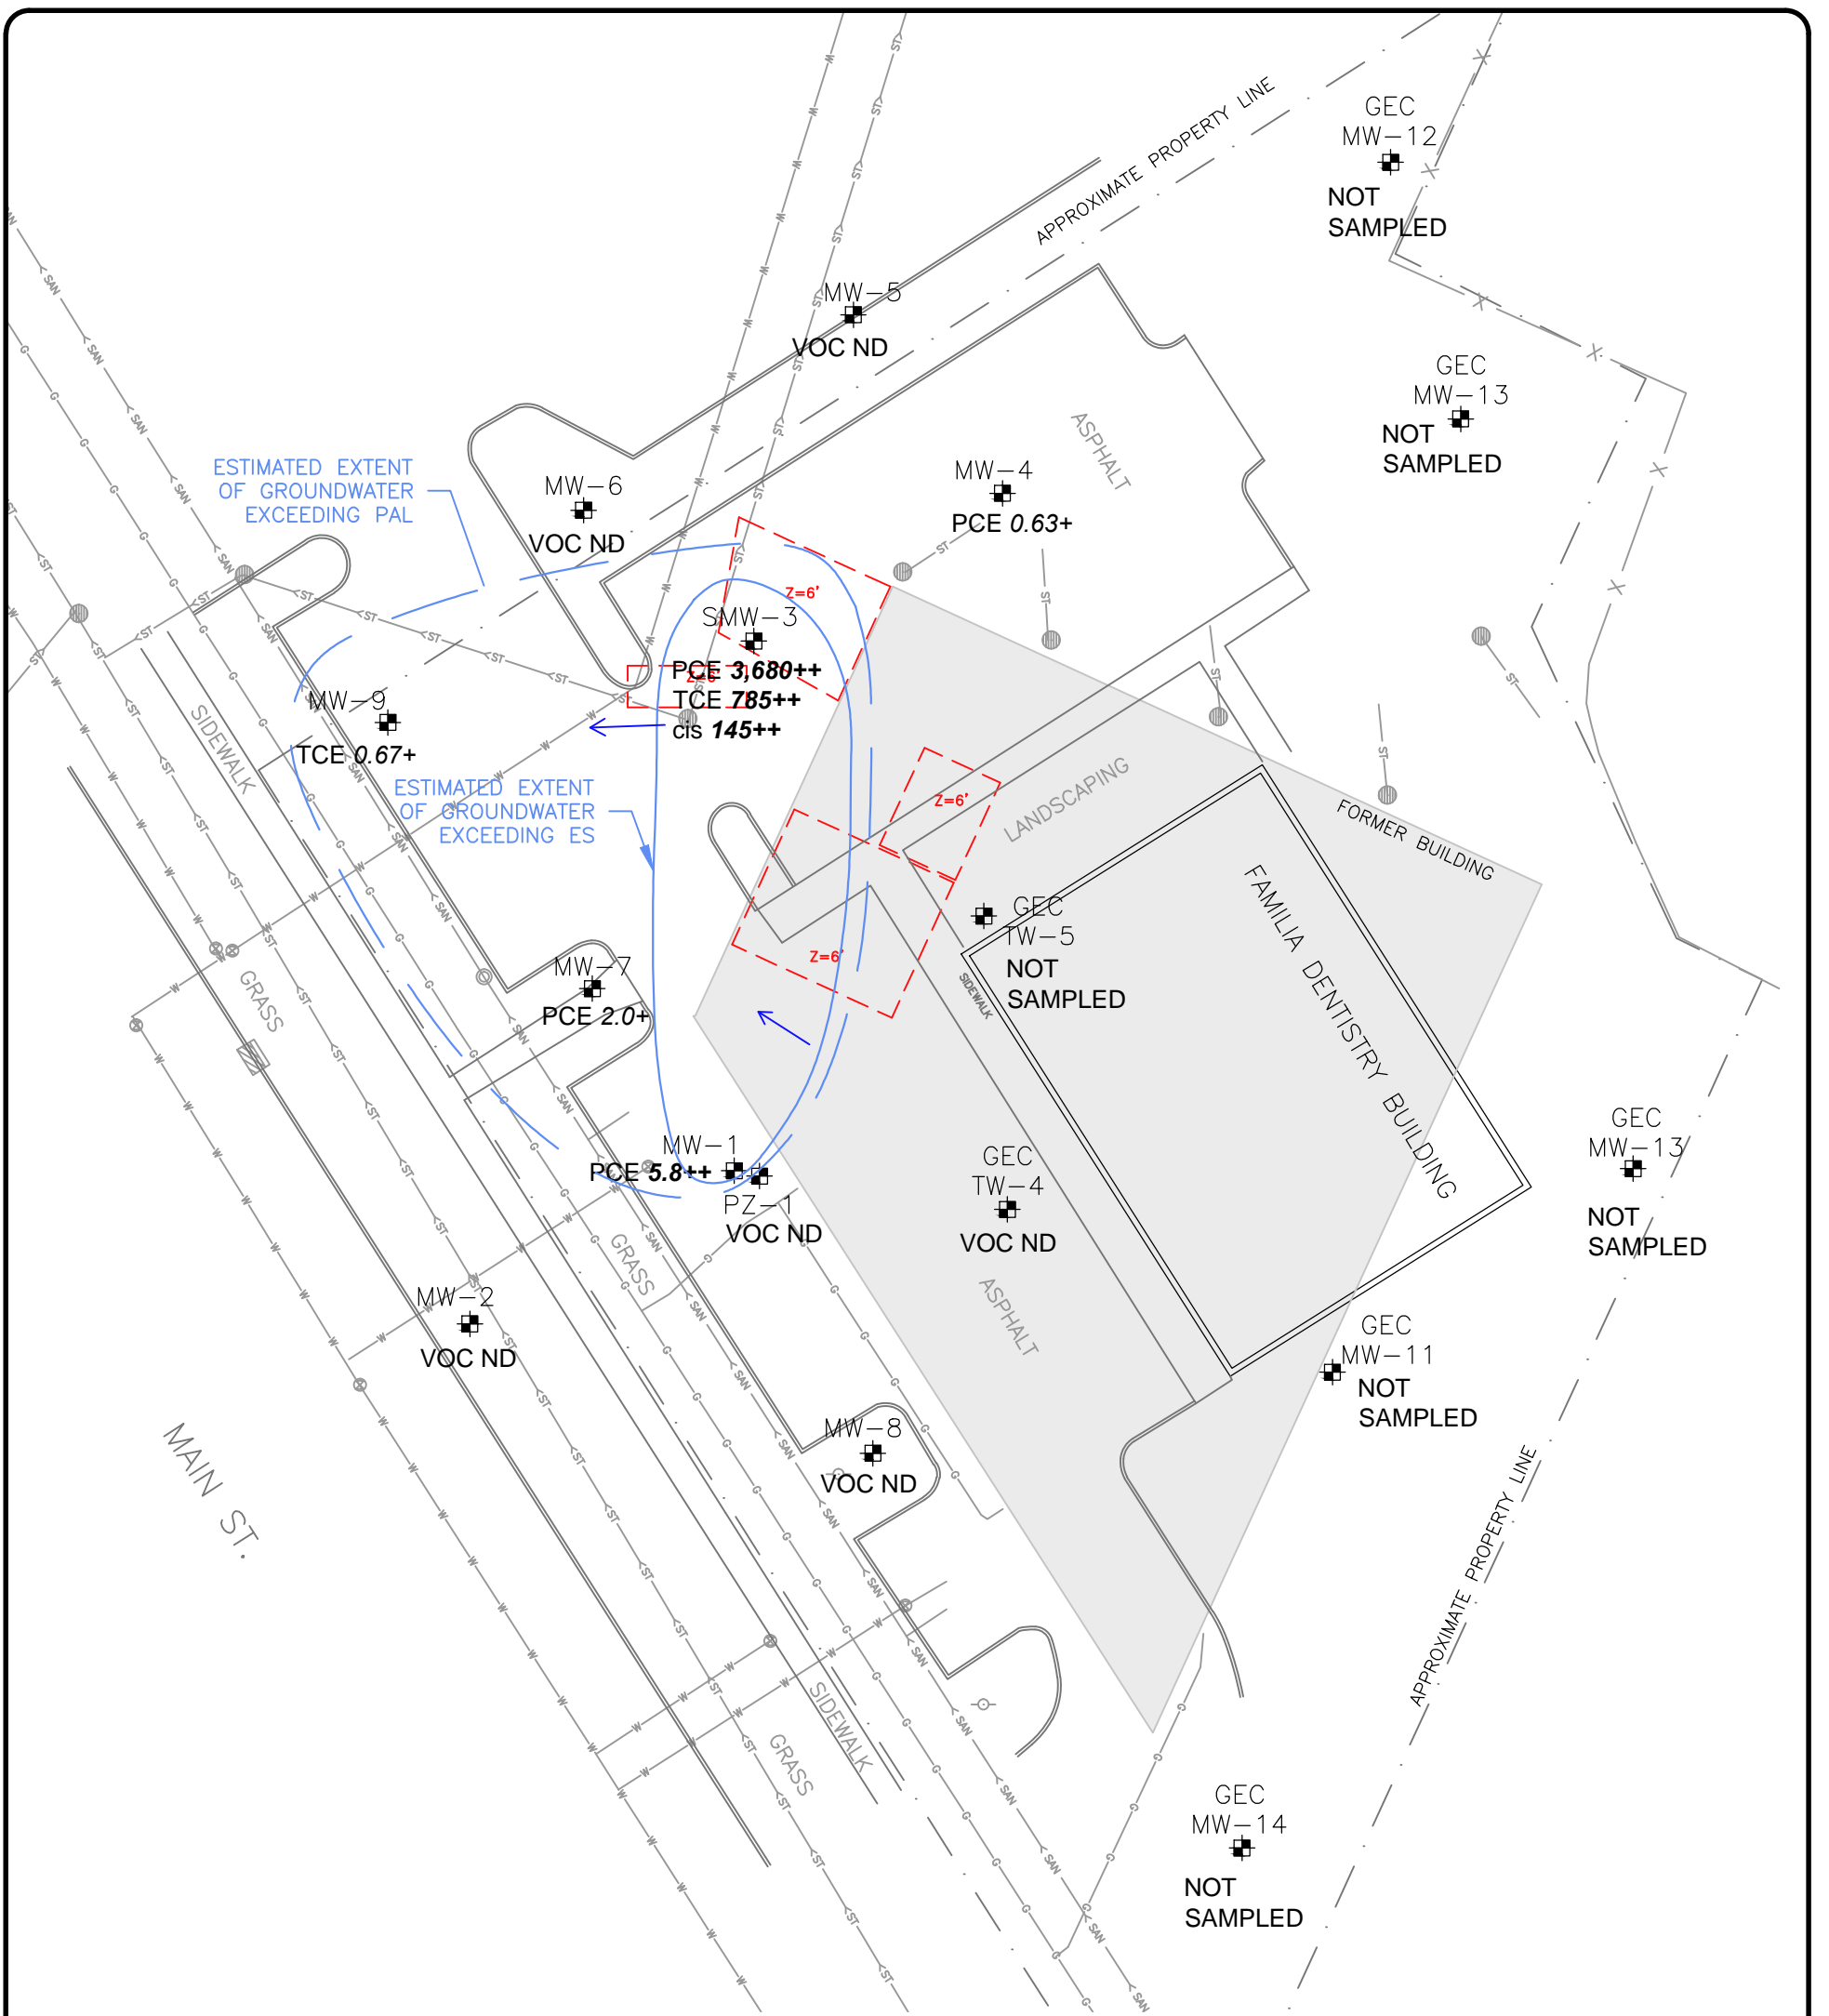 GEC
MW-12
NOT
SAMPLED
APPROXIMATE PROPERTY LINE
MW-5
VOC ND
GEC
MW-13
NOT
SAMPLED
ASPHALT
ESTIMATED EXTENT
OF GROUNDWATER
EXCEEDING PAL
MW-6
VOC ND
MW-4
PCE 0.63+
Z=6'
SMW-3
PCE 3,680++
TCE 785++
cis 145++
Z=6'
MW-9
TCE 0.67+
SIDEWALK
ESTIMATED EXTENT
OF GROUNDWATER
EXCEEDING ES
Z=6'
LANDSCAPING
FORMER BUILDING
FAMILIA DENTISTRY BUILDING
GEC
TW-5
NOT
SAMPLED
SIDEWALK
Z=6'
MW-7
PCE 2.0+
GRASS
MW-1
PCE 5.8++
PZ-1
VOC ND
GEC
TW-4
VOC ND
GEC
MW-13
NOT
SAMPLED
GRASS
ASPHALT
MW-2
VOC ND
GEC
MW-11
NOT
SAMPLED
MW-8
VOC ND
MAIN ST.
APPROXIMATE PROPERTY LINE
SIDEWALK
GRASS
GEC
MW-14
NOT
SAMPLED